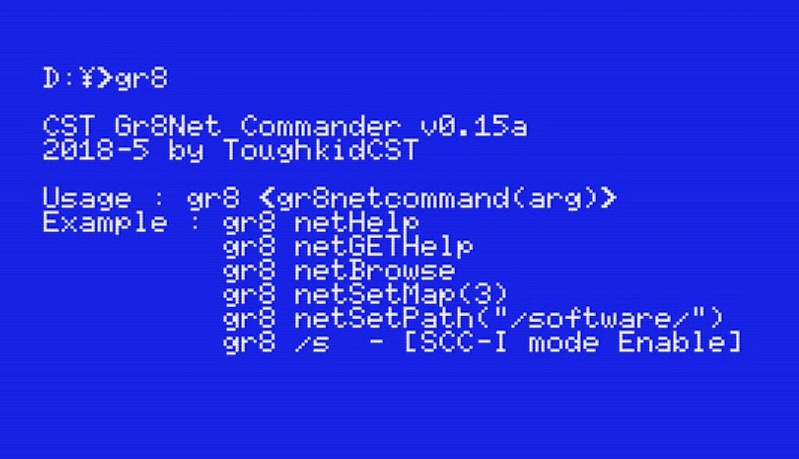 D:¥>gr8
CST Gr8Net Commander v0.15a
2018-5 by ToughkidCST
Usage : gr8 <gr8netcommand(arg)>
Example : gr8 netHelp
gr8 netGETHelp
gr8 netBrowse
gr8 netSetMap(3)
gr8 netSetPath("/software/")
gr8 /s  - [SCC-I mode Enable]